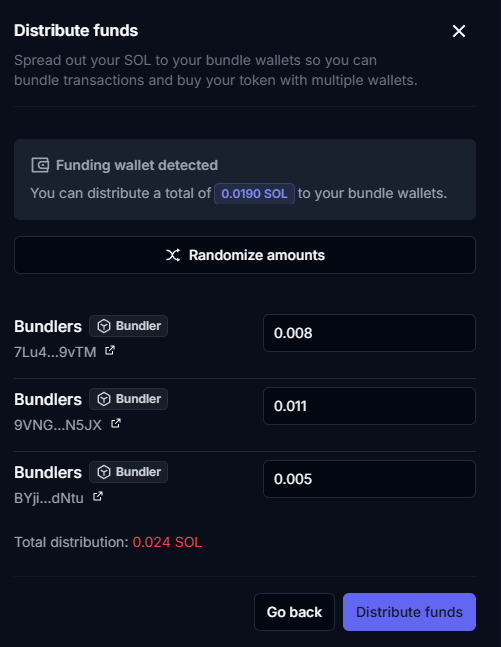 Distribute funds
Spread out your SOL to your bundle wallets so you can
bundle transactions and buy your token with multiple wallets.
Funding wallet detected
You can distribute a total of 0.0190 SOL to your bundle wallets.
Randomize amounts
Bundlers Bundler
7Lu4...9vTM
0.008
Bundlers Bundler
9VNG...N5JX
0.011
Bundlers Bundler
BYji...dNtu
0.005
Total distribution: 0.024 SOL
Go back
Distribute funds